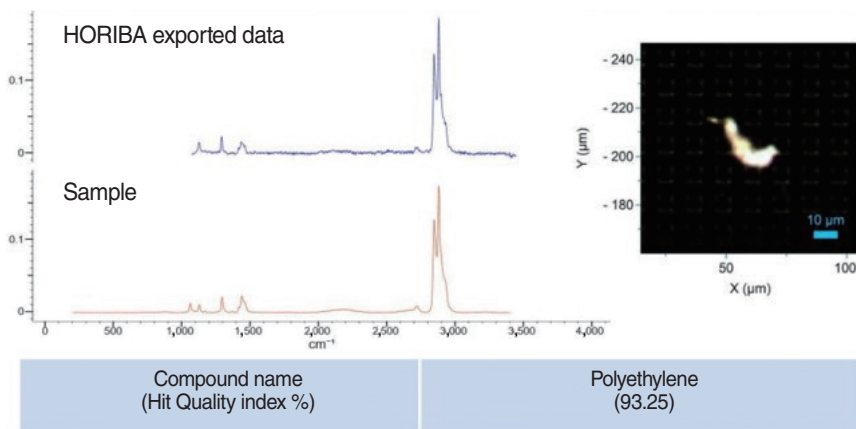 HORIBA exported data
0.1
0
Sample
0.1
0
0
500
1,000
1,500
2,000
2,500
3,000
3,500
4,000
cm⁻¹
- 240
- 220
- 200
- 180
Y (µm)
10 µm
50
100
X (µm)
Compound name
(Hit Quality index %)
Polyethylene
(93.25)